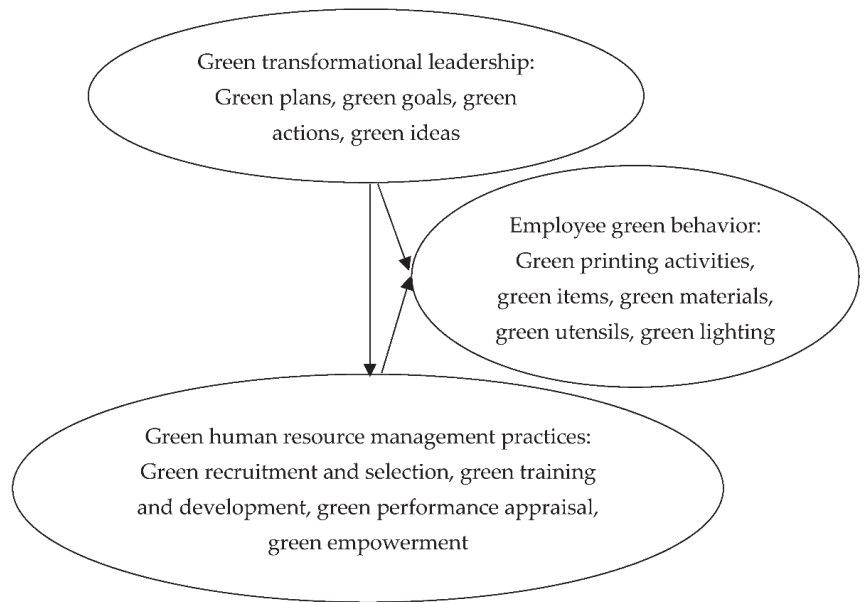 Green transformational leadership:
Green plans, green goals, green
actions, green ideas
Employee green behavior:
Green printing activities,
green items, green materials,
green utensils, green lighting
Green human resource management practices:
Green recruitment and selection, green training
and development, green performance appraisal,
green empowerment